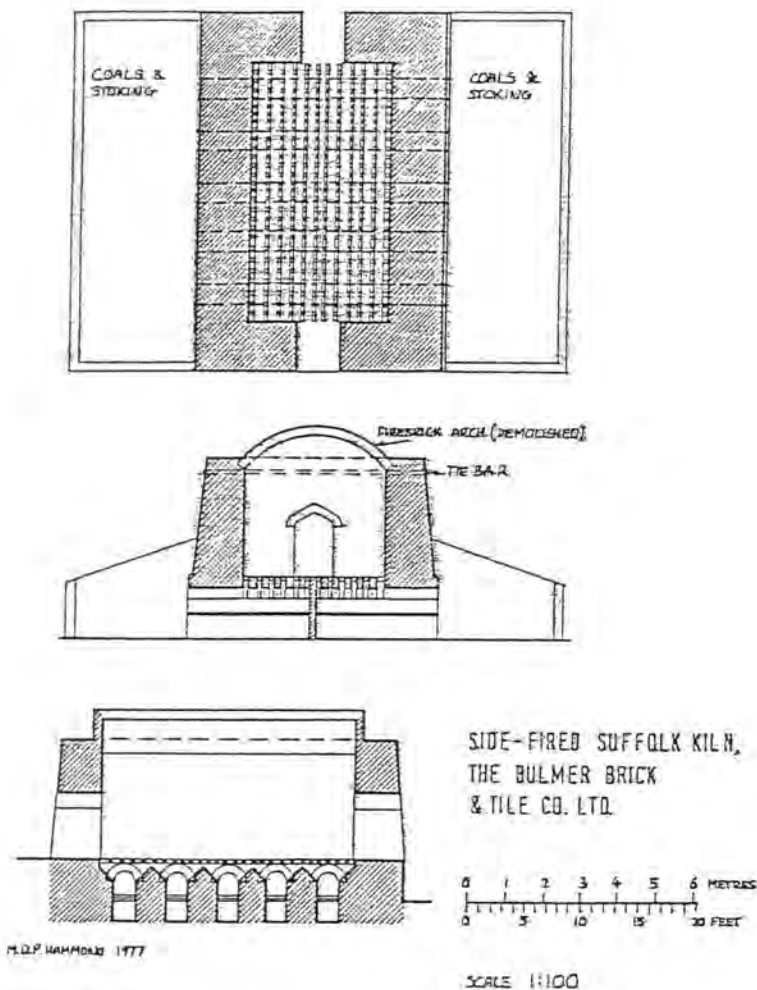 COALS &
STOKING
COALS &
STOKING
FIREBRICK ARCH (DEMOLISHED)
TIE BAR
SIDE-FIRED SUFFOLK KILN,
THE BULMER BRICK
& TILE CO. LTD.
0 1 2 3 4 5 6 METRES
0 5 10 15 20 FEET
M.D.P. HAMMOND 1977
SCALE 1:100